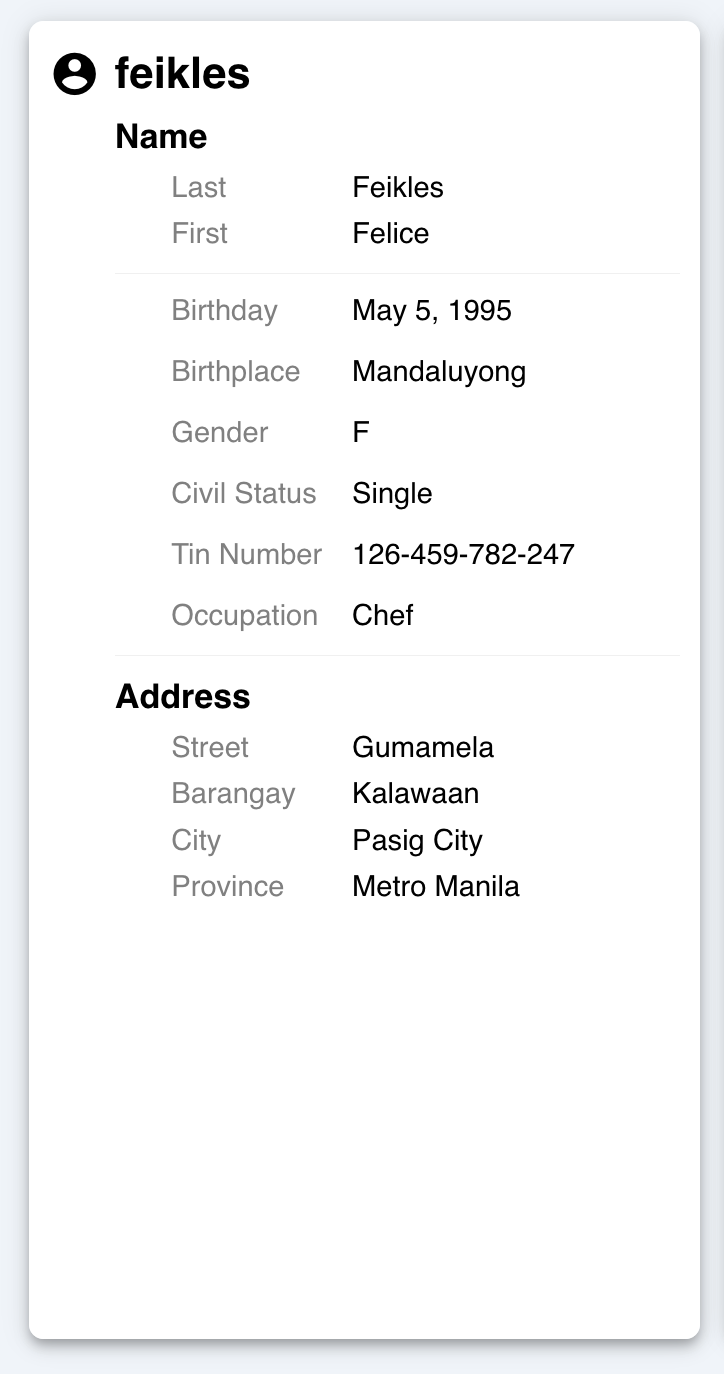 feikles
Name
Last Feikles
First Felice
Birthday May 5, 1995
Birthplace Mandaluyong
Gender F
Civil Status Single
Tin Number 126-459-782-247
Occupation Chef
Address
Street Gumamela
Barangay Kalawaan
City Pasig City
Province Metro Manila